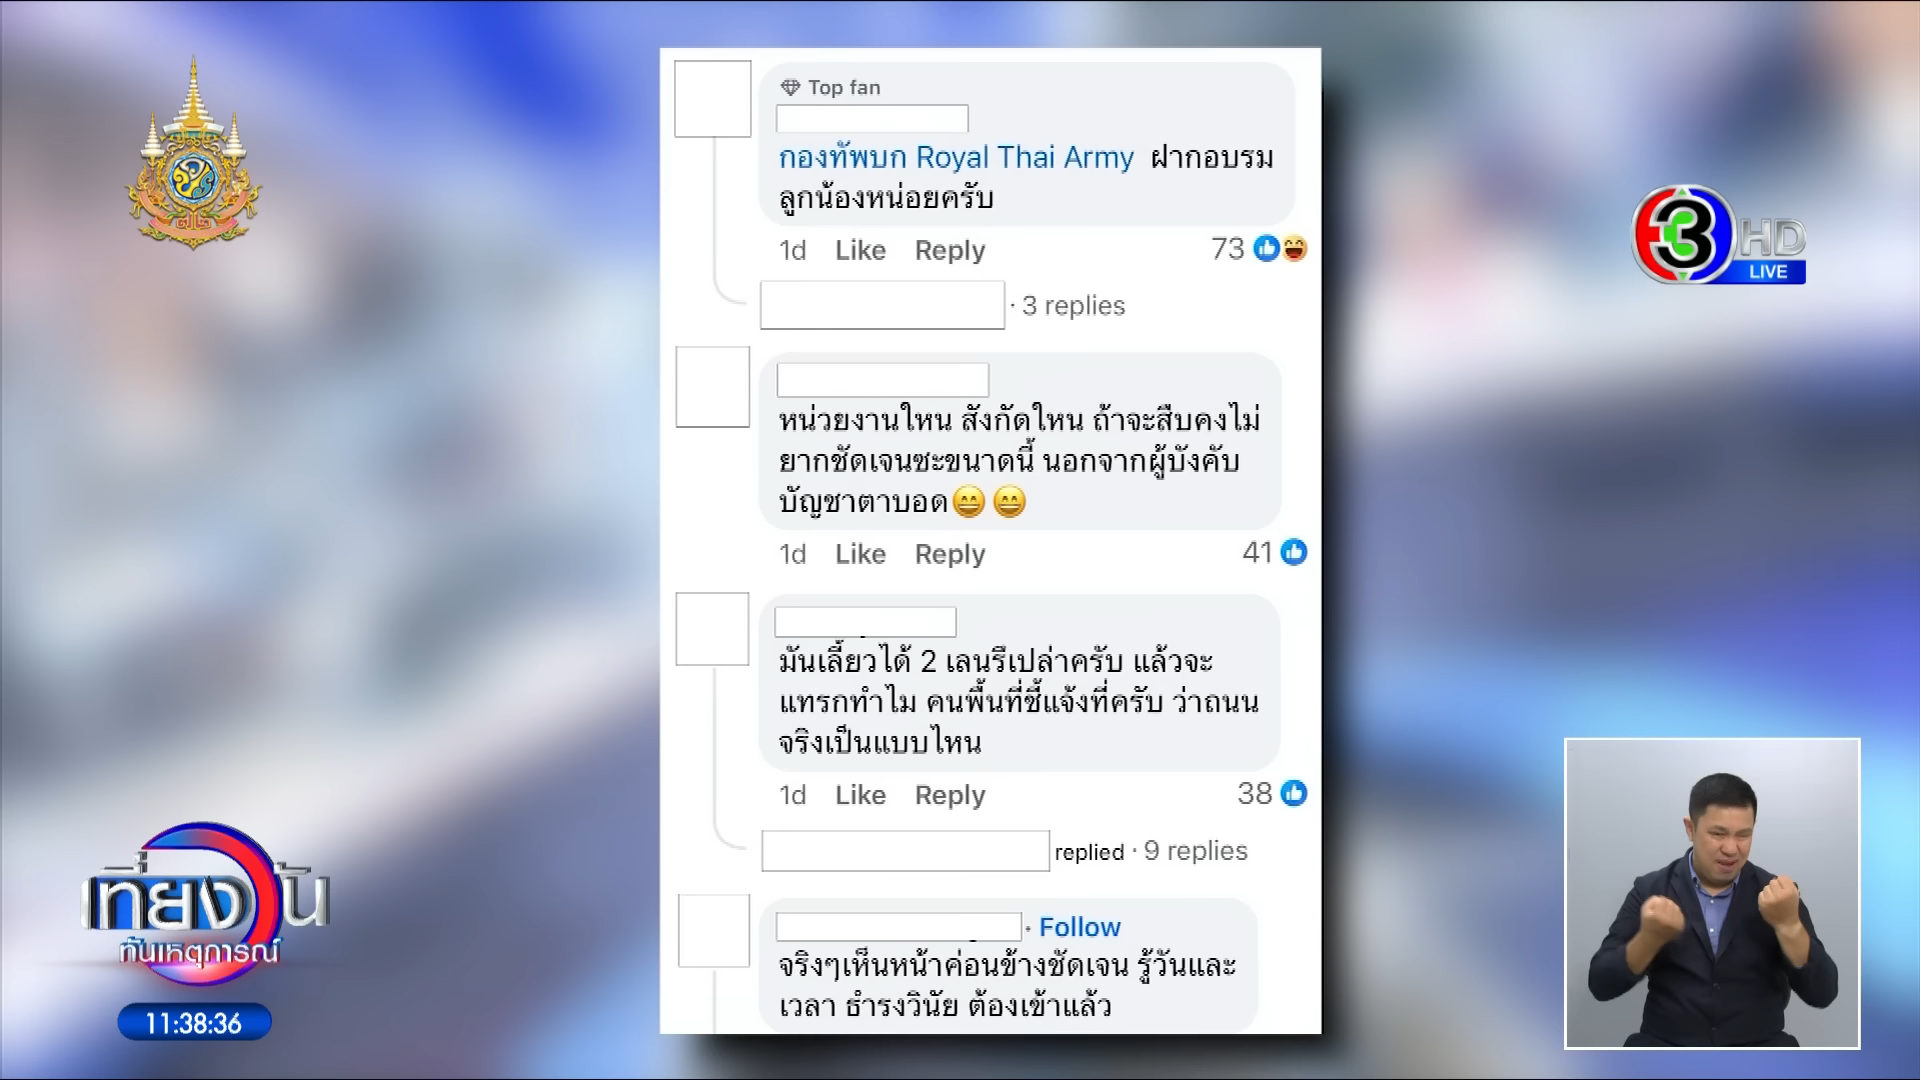 Top fan
กองทัพบก Royal Thai Army ฝากอบรม
ลูกน้องหน่อยครับ
1d Like Reply 73
· 3 replies
หน่วยงานใหน สังกัดใหน ถ้าจะสืบคงไม่
ยากชัดเจนซะขนาดนี้ นอกจากผู้บังคับ
บัญชาตาบอด😄😄
1d Like Reply 41
มันเลี้ยวได้ 2 เลนรึเปล่าครับ แล้วจะ
แทรกทำไม คนพื้นที่ชี้แจ้งที่ครับ ว่าถนน
จริงเป็นแบบไหน
1d Like Reply 38
replied · 9 replies
· Follow
จริงๆเห็นหน้าค่อนข้างชัดเจน รู้วันและ
เวลา ธำรงวินัย ต้องเข้าแล้ว
3 HD
LIVE
เที่ยงวัน
ทันเหตุการณ์
11:38:36